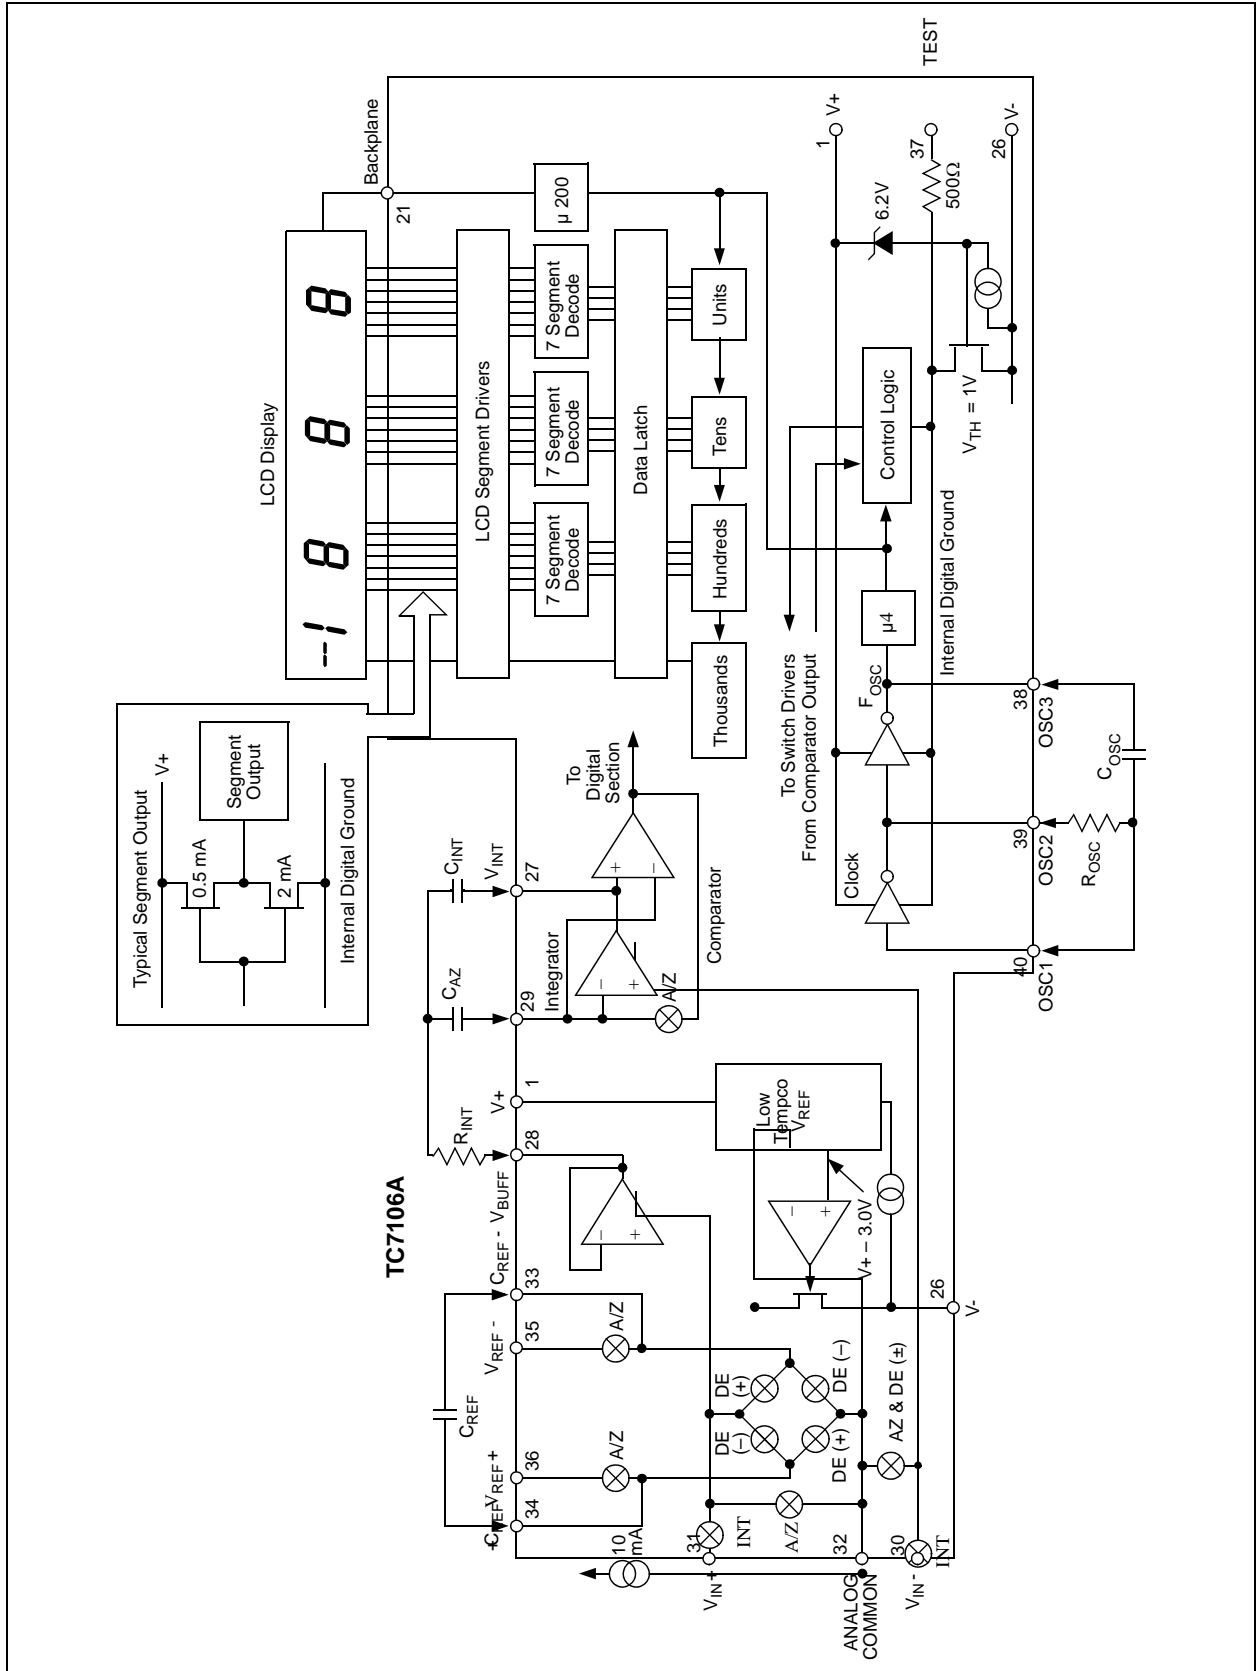 TC7106A
Typical Segment Output
V+
0.5 mA
2 mA
Segment
Output
Internal Digital Ground
LCD Display
Backplane
21
LCD Segment Drivers
7 Segment
Decode
7 Segment
Decode
7 Segment
Decode
µ 200
Data Latch
Thousands
Hundreds
Tens
Units
CREF
RINT
CAZ
CINT
CREF+
VREF+
VREF -
CREF -
VBUFF
V+
VINT
34
36
35
33
28
1
29
27
A/Z
A/Z
–
+
Integrator
–
+
+
–
To
Digital
Section
Comparator
A/Z
10
mA
VIN+
31
INT
A/Z
DE
(–)
DE
(+)
DE (+)
DE (–)
ANALOG
COMMON
32
AZ & DE (±)
VIN -
30
INT
Low
Tempco
VREF
–
+
V+ – 3.0V
26
V-
To Switch Drivers
From Comparator Output
Clock
FOSC
µ4
Control Logic
Internal Digital Ground
VTH = 1V
6.2V
500Ω
1
V+
37
TEST
26
V-
40
OSC1
39
OSC2
38
OSC3
ROSC
COSC